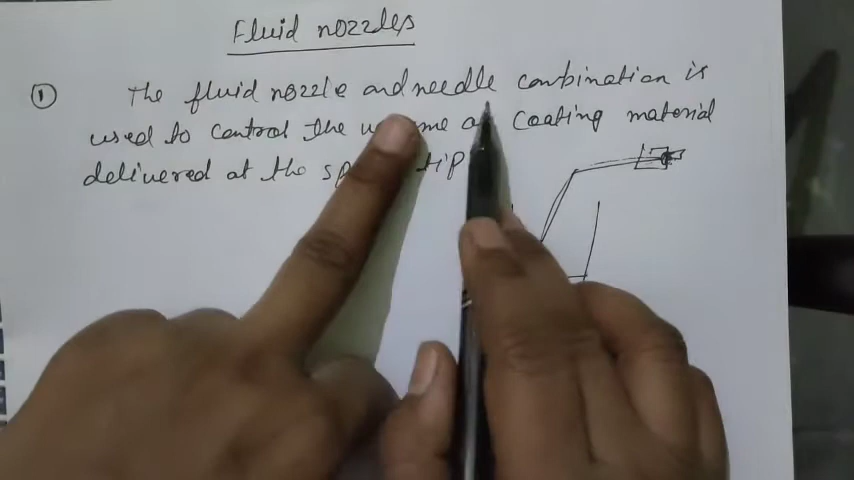 Fluid nozzles
① The fluid nozzle and needle combination is
used to control the of coating material
delivered at the tip